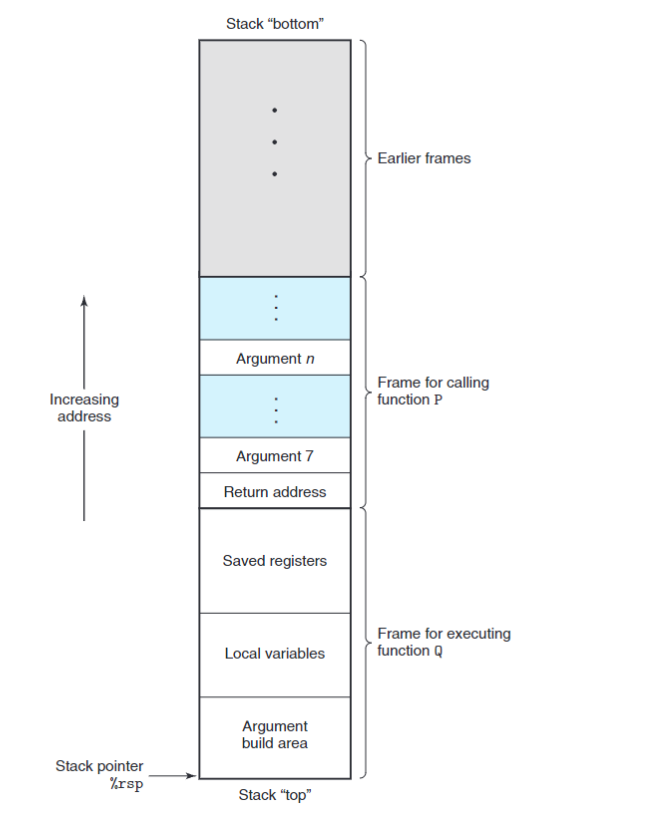 Stack “bottom”
Earlier frames
Argument n
Increasing
address
Frame for calling
function P
Argument 7
Return address
Saved registers
Local variables
Frame for executing
function Q
Argument
build area
Stack pointer
%rsp
Stack “top”